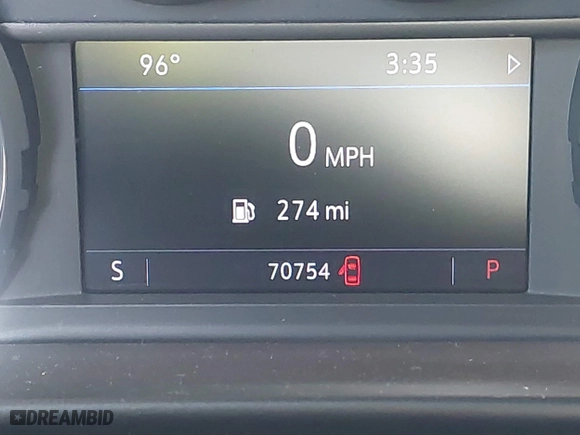 96° 3:35
0 MPH
274 mi
S 70754 P
DREAMBID